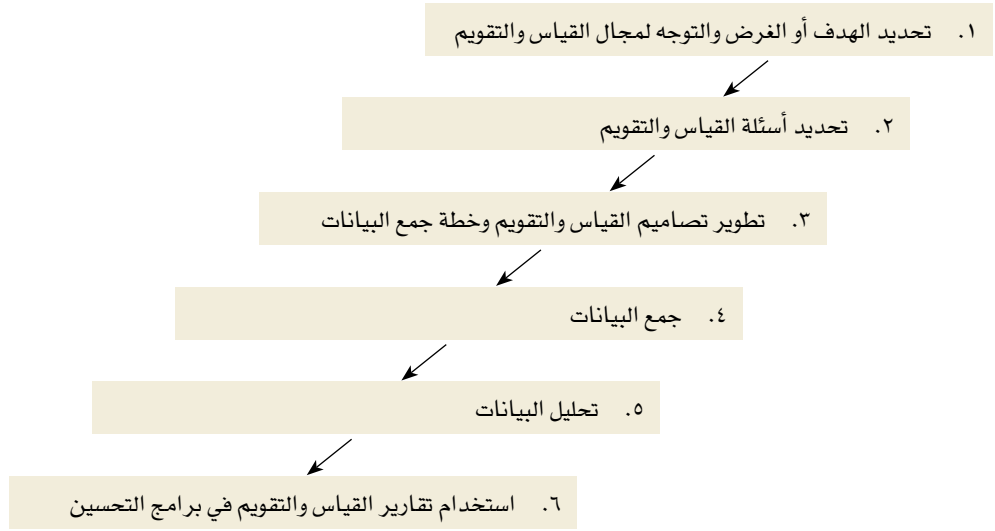 ١. تحديد الهدف أو الغرض والتوجه لمجال القياس والتقويم
٢. تحديد أسئلة القياس والتقويم
٣. تطوير تصاميم القياس والتقويم وخطة جمع البيانات
٤. جمع البيانات
٥. تحليل البيانات
٦. استخدام تقارير القياس والتقويم في برامج التحسين